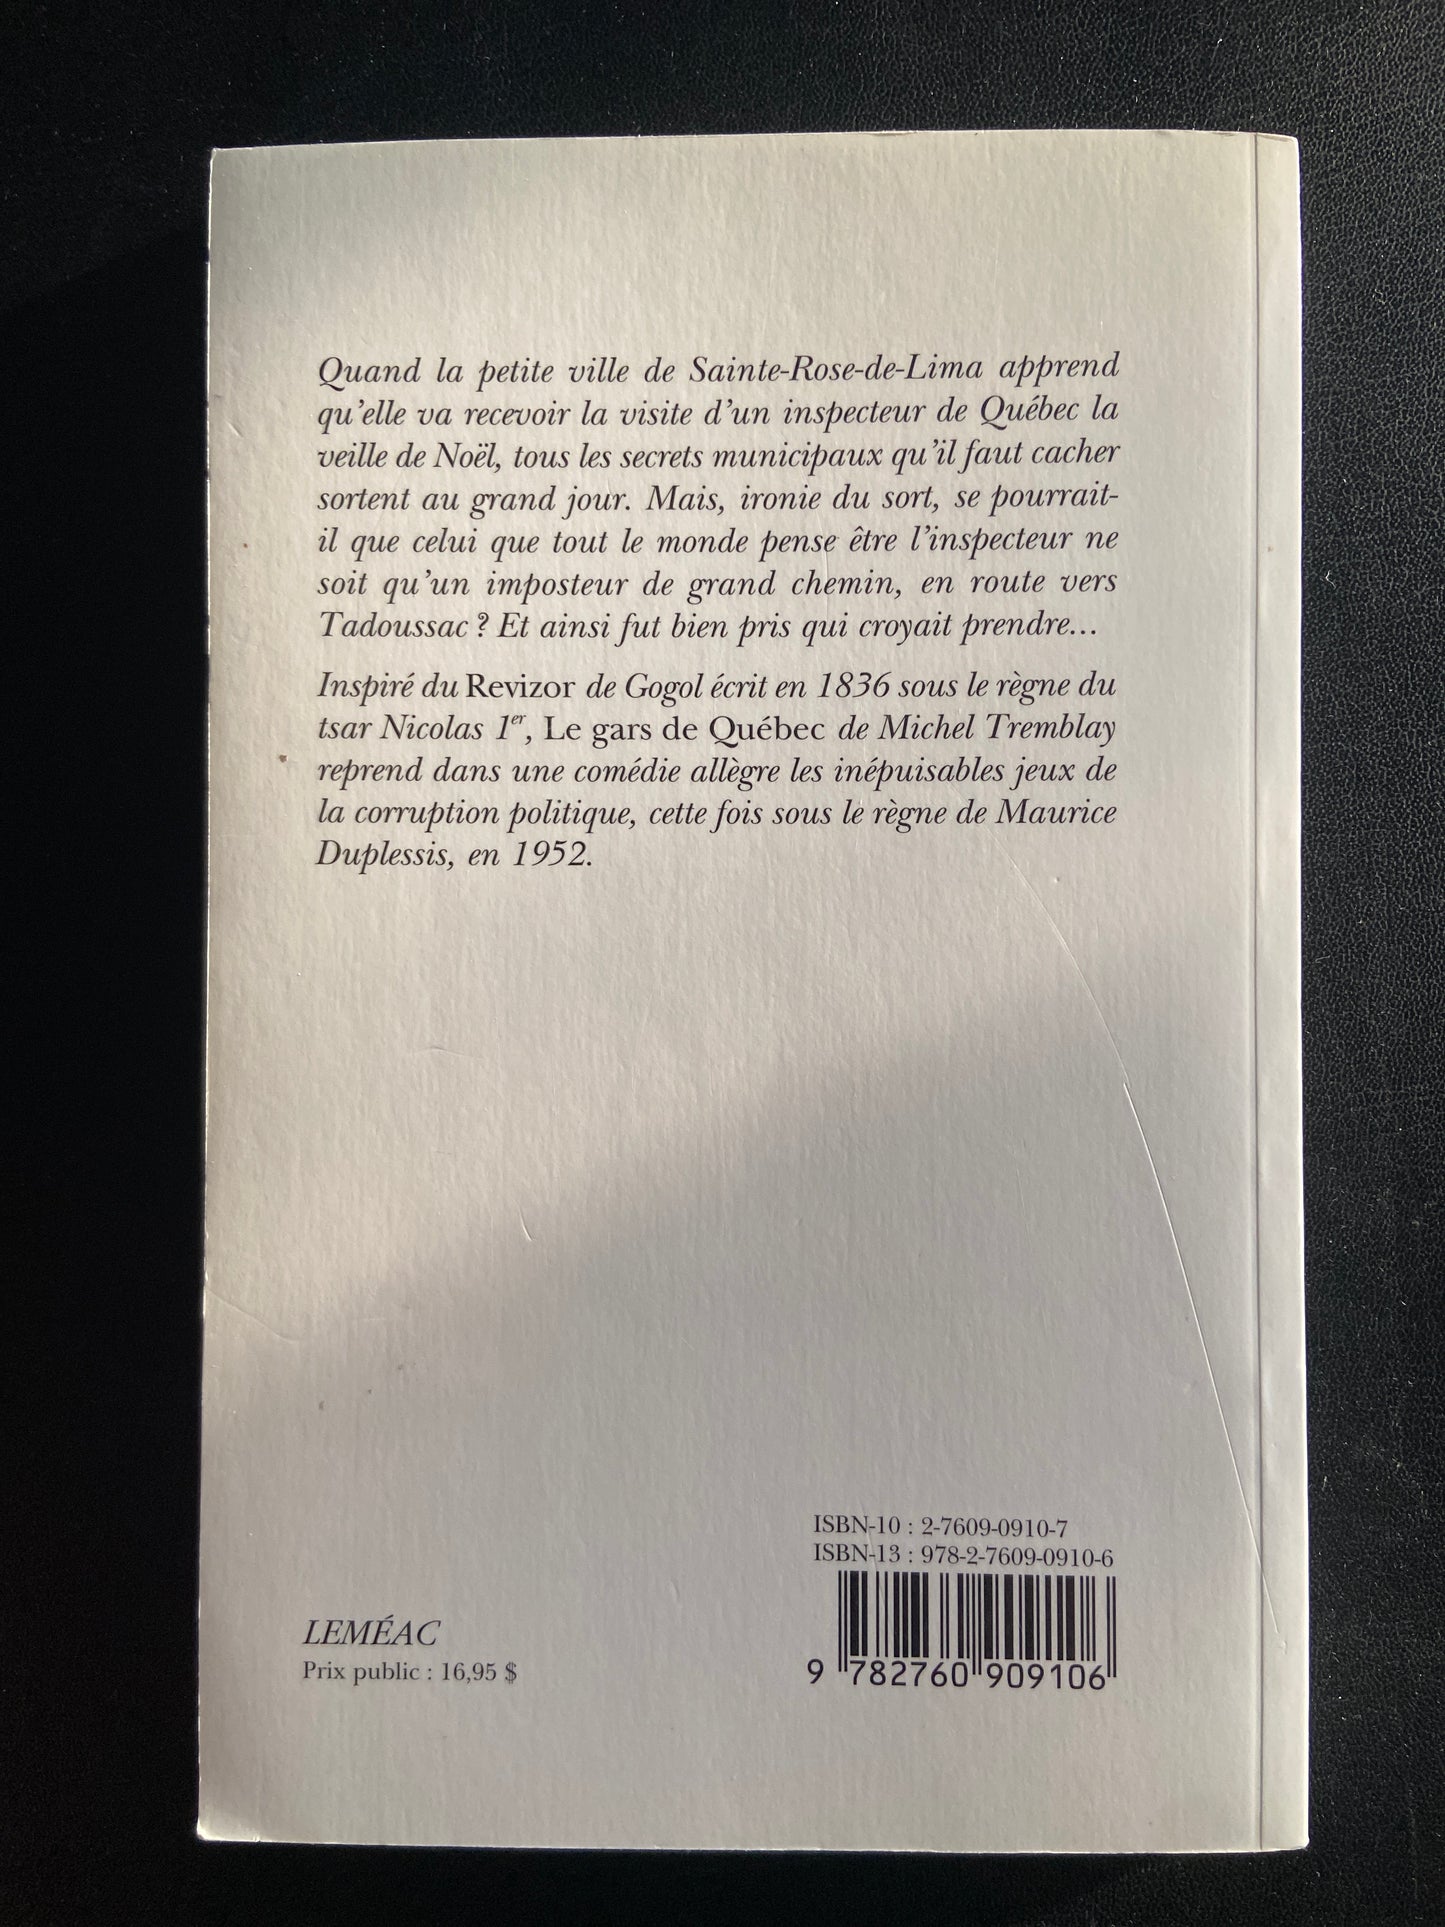 Quand la petite ville de Sainte-Rose-de-Lima apprend
qu'elle va recevoir la visite d'un inspecteur de Québec la
veille de Noël, tous les secrets municipaux qu'il faut cacher
sortent au grand jour. Mais, ironie du sort, se pourrait-
il que celui que tout le monde pense être l'inspecteur ne
soit qu'un imposteur de grand chemin, en route vers
Tadoussac ? Et ainsi fut bien pris qui croyait prendre...
Inspiré du Revizor de Gogol écrit en 1836 sous le règne du
tsar Nicolas 1er, Le gars de Québec de Michel Tremblay
reprend dans une comédie allègre les inépuisables jeux de
la corruption politique, cette fois sous le règne de Maurice
Duplessis, en 1952.
ISBN-10 : 2-7609-0910-7
ISBN-13 : 978-2-7609-0910-6
9 782760 909106
LEMÉAC
Prix public : 16,95 $